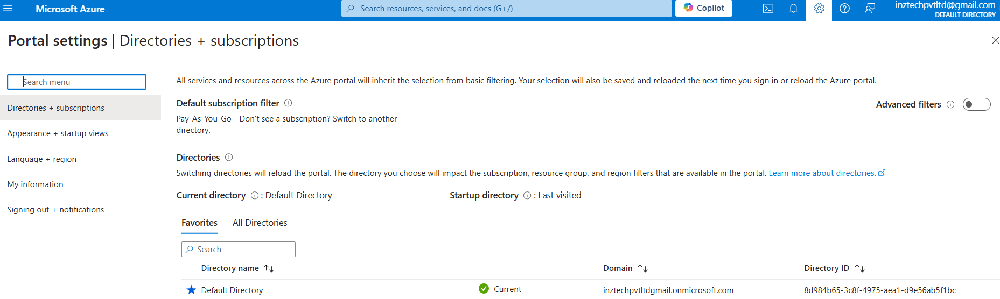 Microsoft Azure
Search resources, services, and docs (G+/)
Copilot
inztechpvtltd@gmail.com
DEFAULT DIRECTORY
Portal settings | Directories + subscriptions
Search menu
Directories + subscriptions
Appearance + startup views
Language + region
My information
Signing out + notifications
All services and resources across the Azure portal will inherit the selection from basic filtering. Your selection will also be saved and reloaded the next time you sign in or reload the Azure portal.
Default subscription filter
Advanced filters
Pay-As-You-Go - Don't see a subscription? Switch to another
directory.
Directories
Switching directories will reload the portal. The directory you choose will impact the subscription, resource group, and region filters that are available in the portal. Learn more about directories.
Current directory : Default Directory
Startup directory : Last visited
Favorites
All Directories
Search
Directory name
Domain
Directory ID
Default Directory
Current
inztechpvtltdgmail.onmicrosoft.com
8d984b65-3c8f-4975-aea1-d9e56ab5f1bc